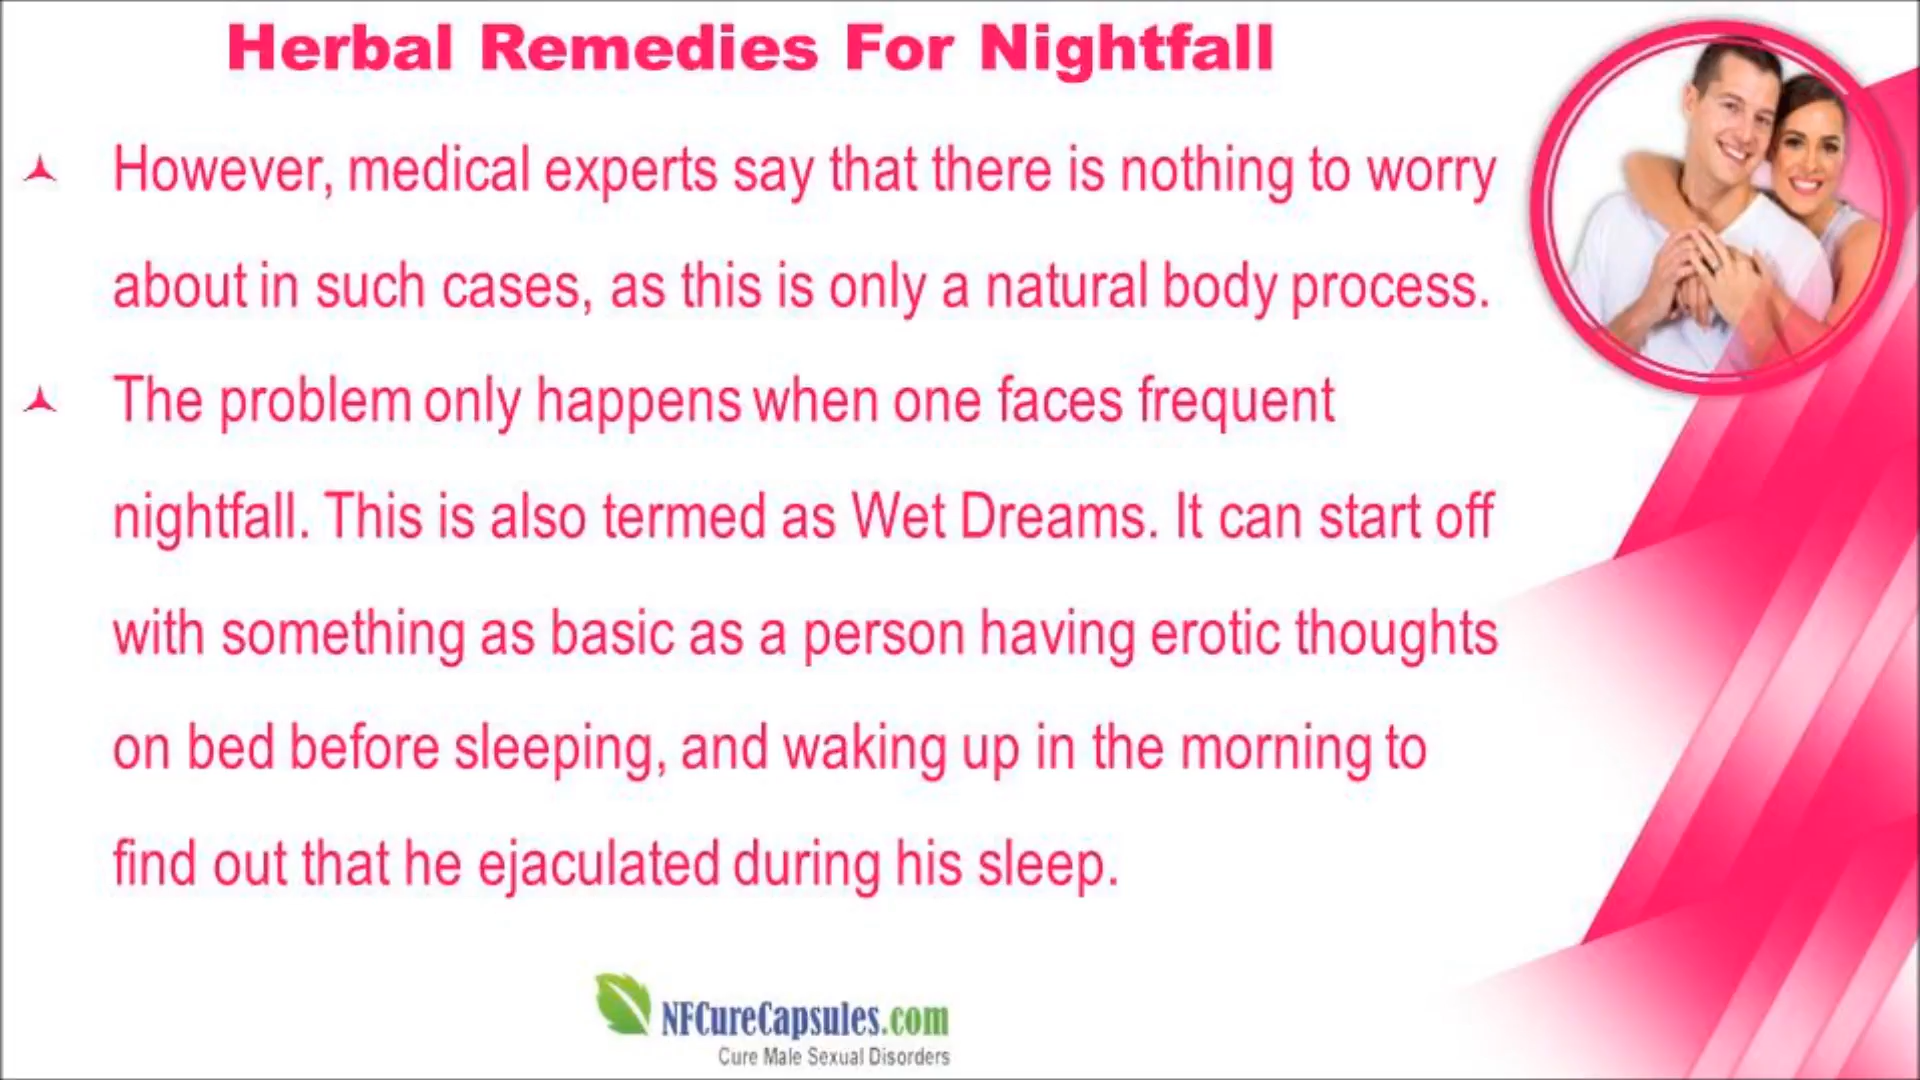 Herbal Remedies For Nightfall
However, medical experts say that there is nothing to worry
about in such cases, as this is only a natural body process.
The problem only happens when one faces frequent
nightfall. This is also termed as Wet Dreams. It can start off
with something as basic as a person having erotic thoughts
on bed before sleeping, and waking up in the morning to
find out that he ejaculated during his sleep.
NFCureCapsules.com
Cure Male Sexual Disorders